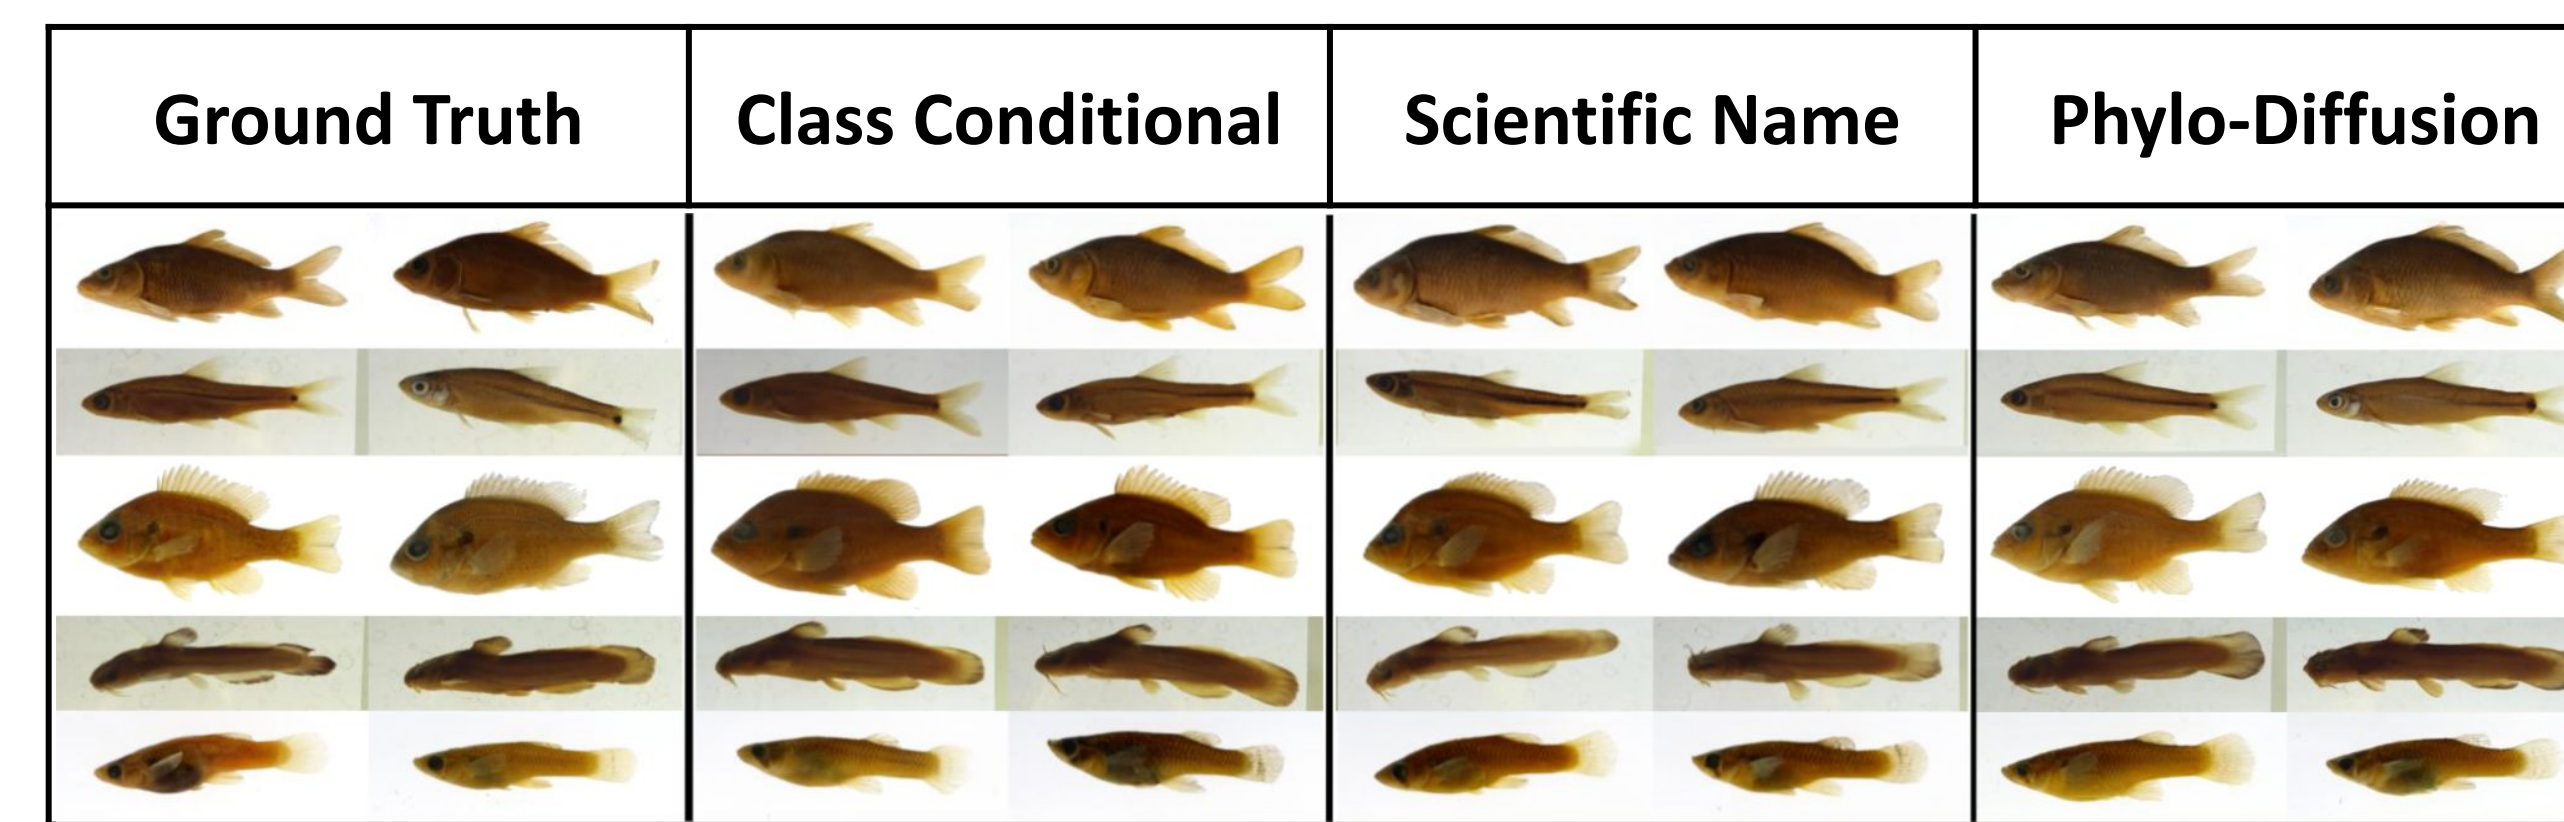 Ground Truth
Class Conditional
Scientific Name
Phylo-Diffusion